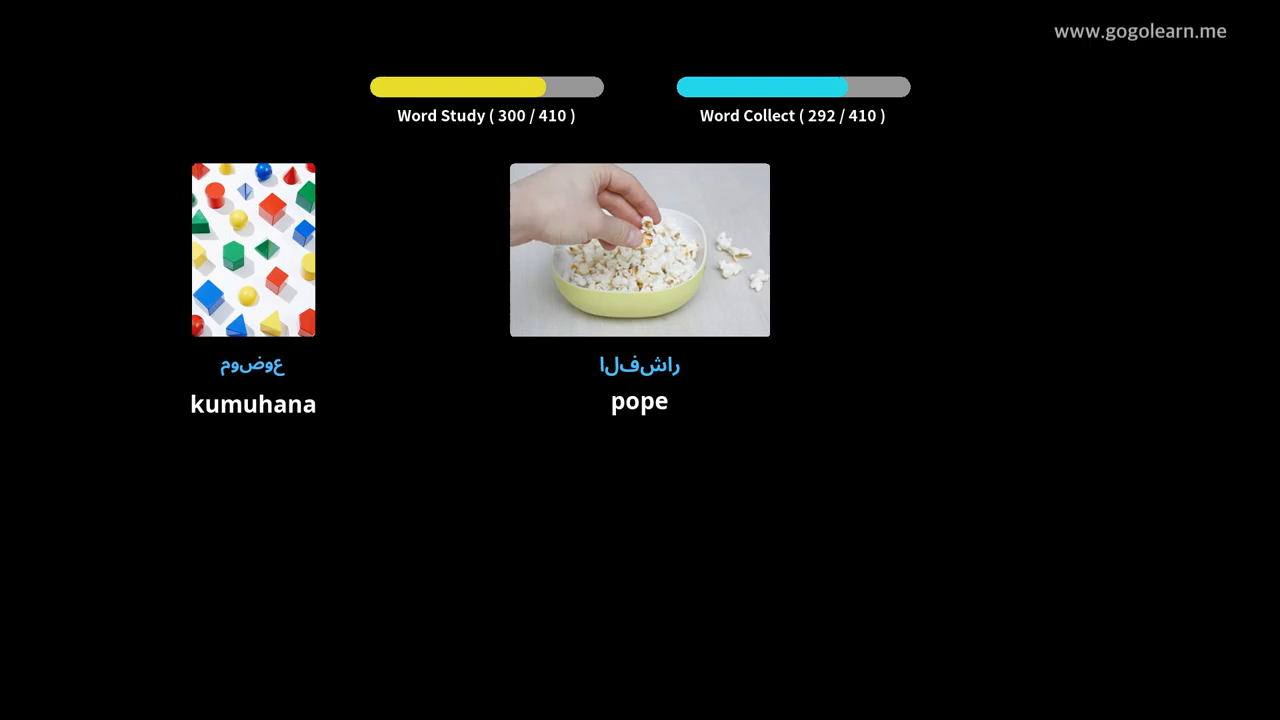 www.gogolearn.me
Word Study ( 300 / 410 )
Word Collect ( 292 / 410 )
موضوع
kumuhana
الفشار
pope